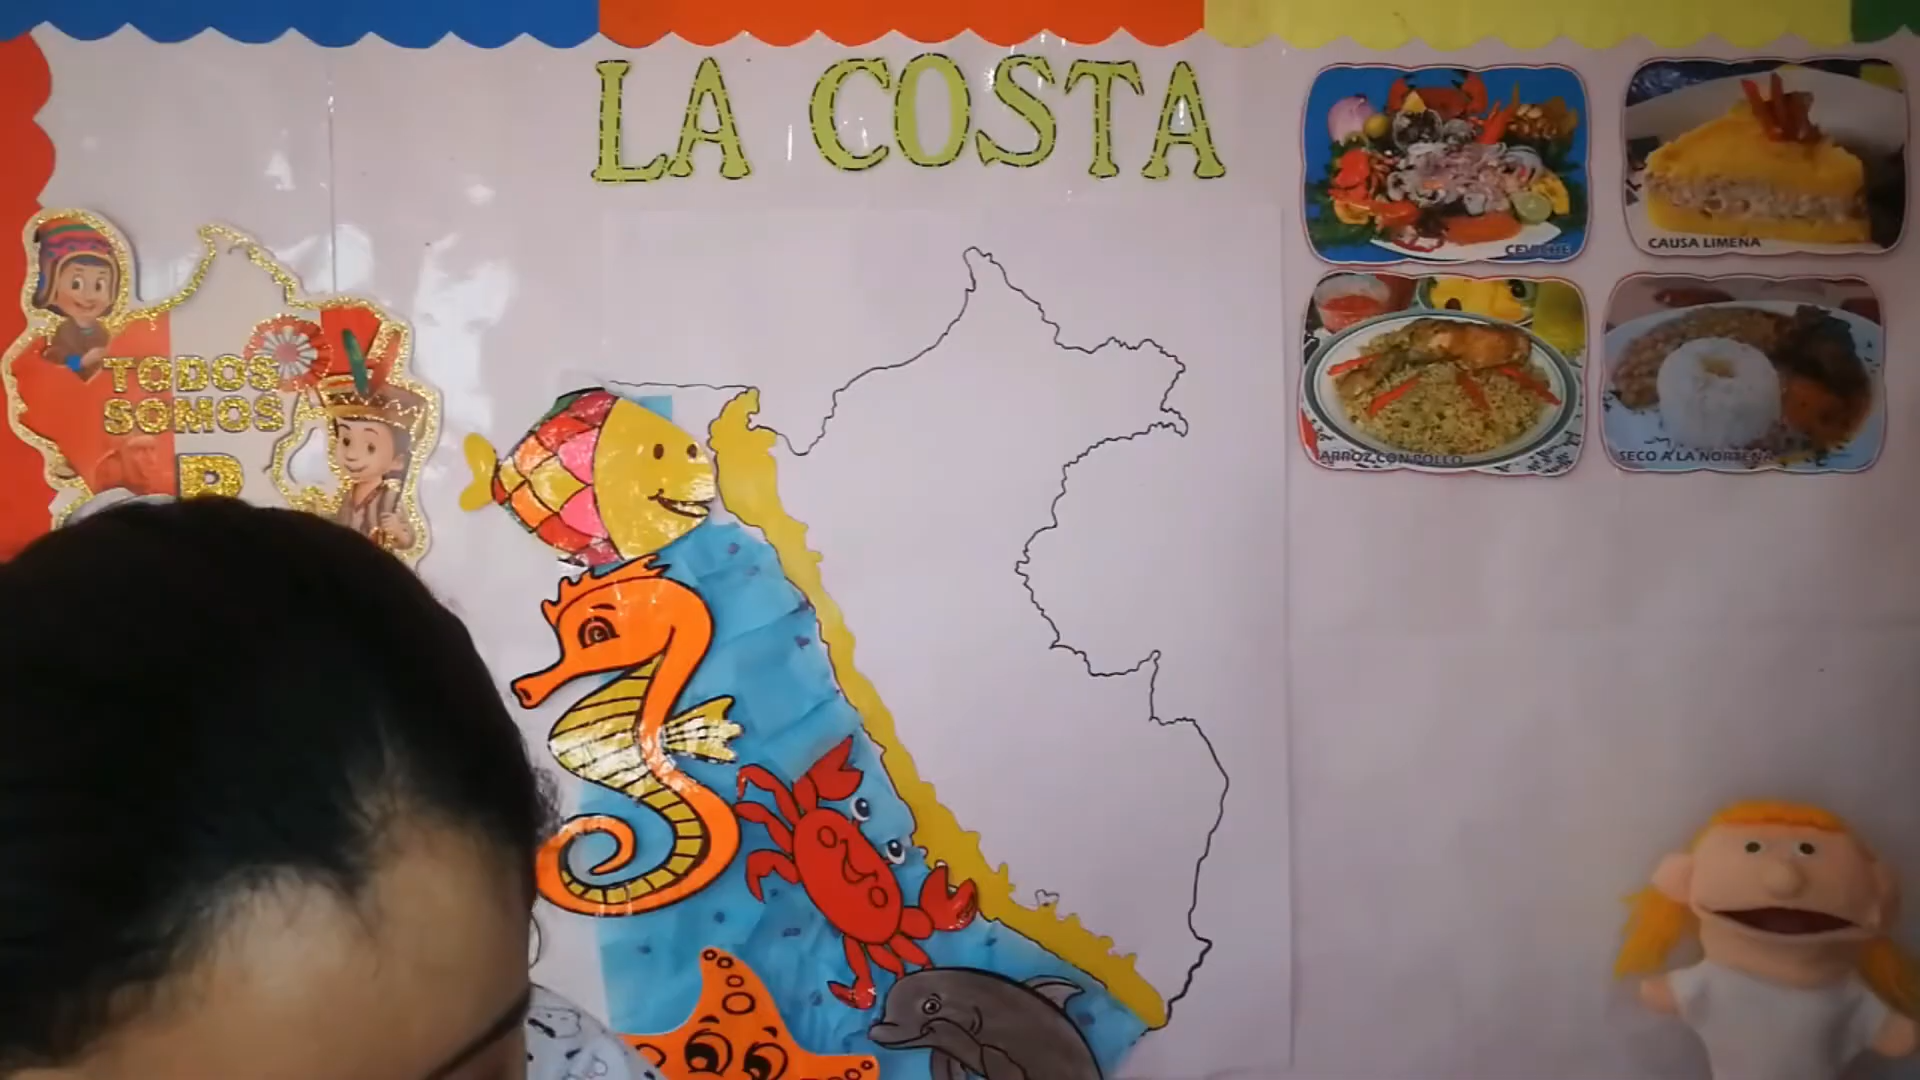 LA COSTA
TODOS
SOMOS
CEVICHE
CAUSA LIMEÑA
ARROZ CON POLLO
SECO A LA NORTEÑA